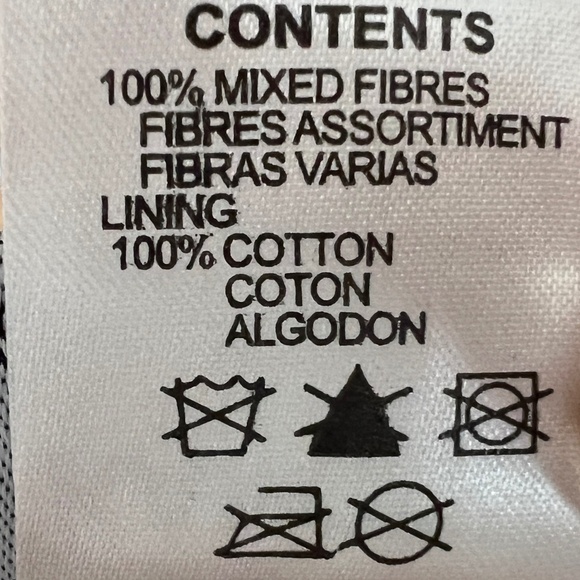 CONTENTS
100% MIXED FIBRES
FIBRES ASSORTIMENT
FIBRAS VARIAS
LINING
100% COTTON
COTON
ALGODON